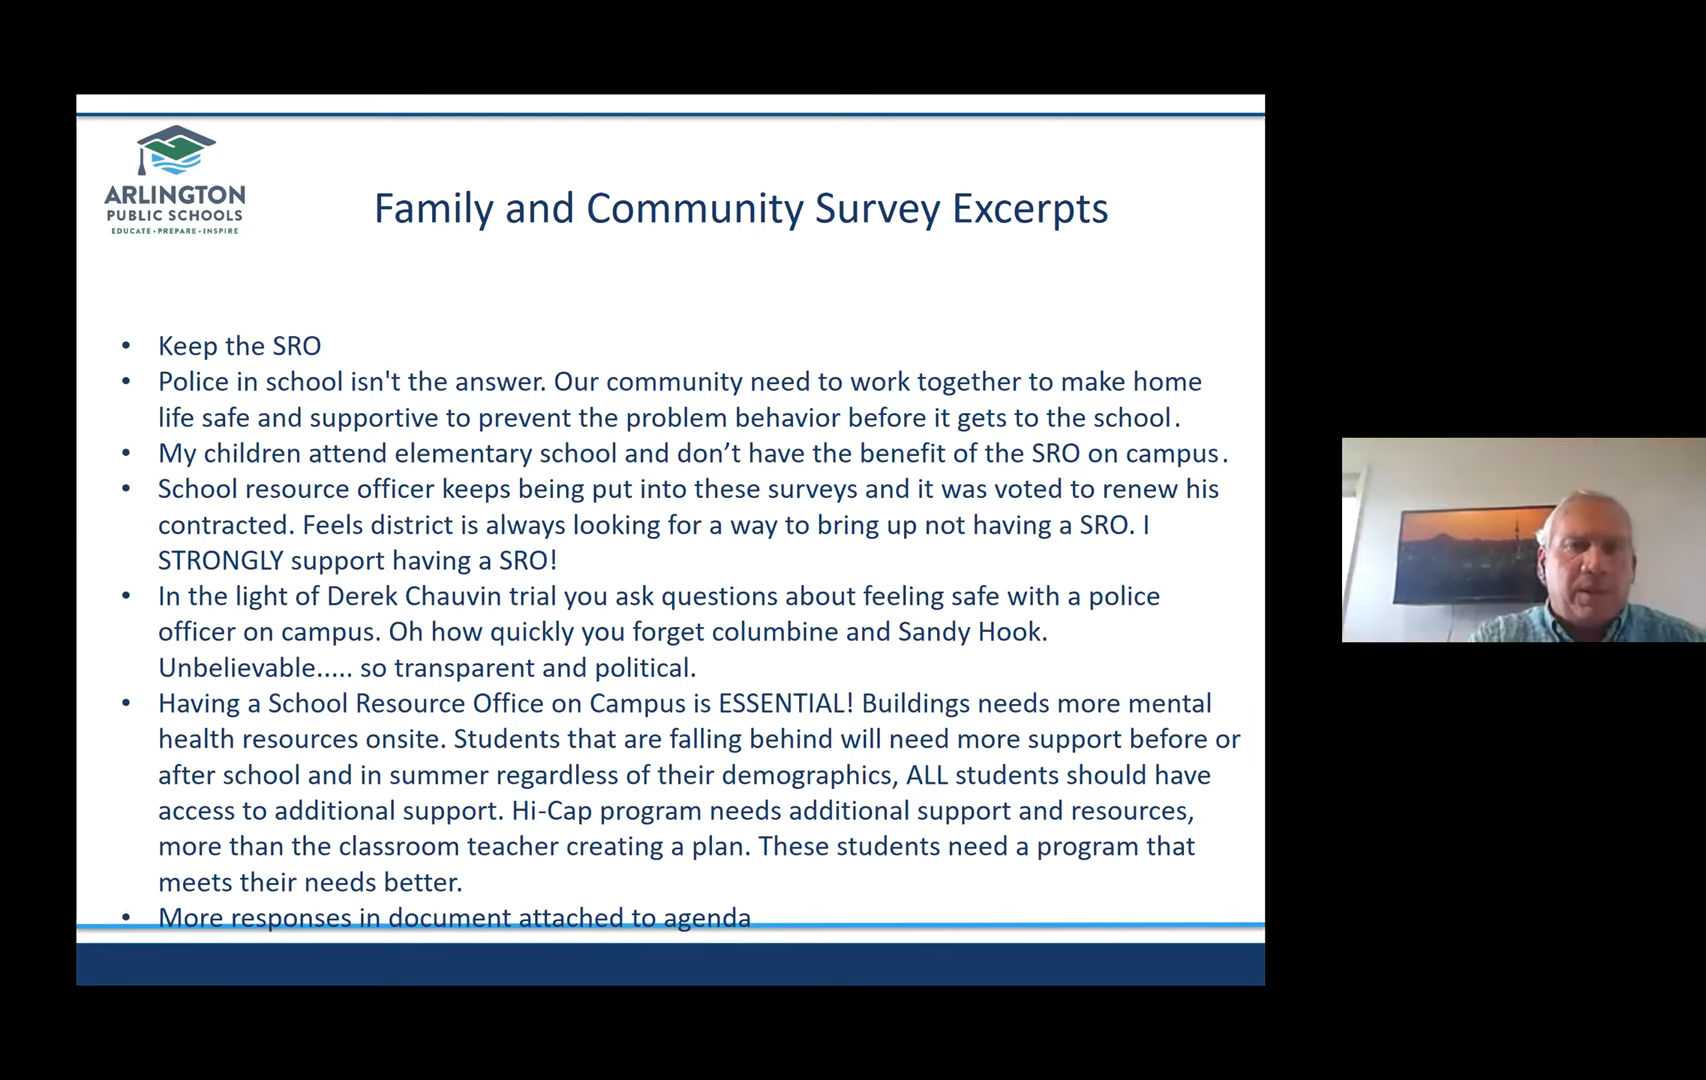 ARLINGTON
PUBLIC SCHOOLS
EDUCATE • PREPARE • INSPIRE
Family and Community Survey Excerpts
• Keep the SRO
• Police in school isn't the answer. Our community need to work together to make home
life safe and supportive to prevent the problem behavior before it gets to the school.
• My children attend elementary school and don’t have the benefit of the SRO on campus.
• School resource officer keeps being put into these surveys and it was voted to renew his
contracted. Feels district is always looking for a way to bring up not having a SRO. I
STRONGLY support having a SRO!
• In the light of Derek Chauvin trial you ask questions about feeling safe with a police
officer on campus. Oh how quickly you forget columbine and Sandy Hook.
Unbelievable..... so transparent and political.
• Having a School Resource Office on Campus is ESSENTIAL! Buildings needs more mental
health resources onsite. Students that are falling behind will need more support before or
after school and in summer regardless of their demographics, ALL students should have
access to additional support. Hi-Cap program needs additional support and resources,
more than the classroom teacher creating a plan. These students need a program that
meets their needs better.
• More responses in document attached to agenda